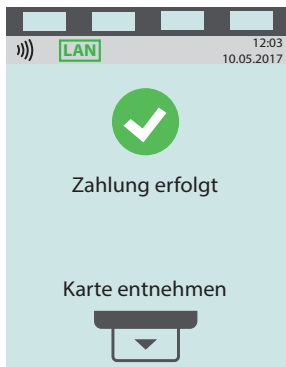 LAN
12:03
10.05.2017
Zahlung erfolgt
Karte entnehmen